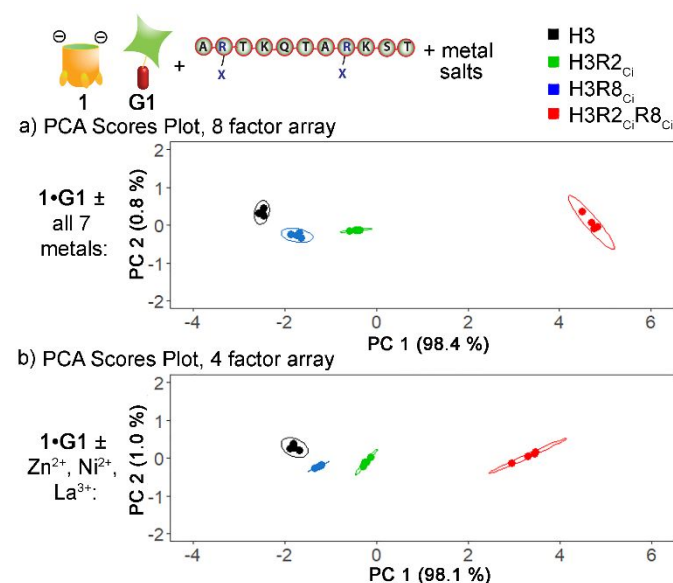 ⊖ ⊖
1 G1 + A R T K Q T A R K S T + metal salts
X X
H3
H3R2Ci
H3R8Ci
H3R2CiR8Ci
a) PCA Scores Plot, 8 factor array
1•G1 ±
all 7
metals:
PC 2 (0.8 %)
2
1
0
-1
-2
-4 -2 0 2 4 6
PC 1 (98.4 %)
b) PCA Scores Plot, 4 factor array
1•G1 ±
Zn²⁺, Ni²⁺,
La³⁺:
PC 2 (1.0 %)
2
1
0
-1
-2
-4 -2 0 2 4 6
PC 1 (98.1 %)